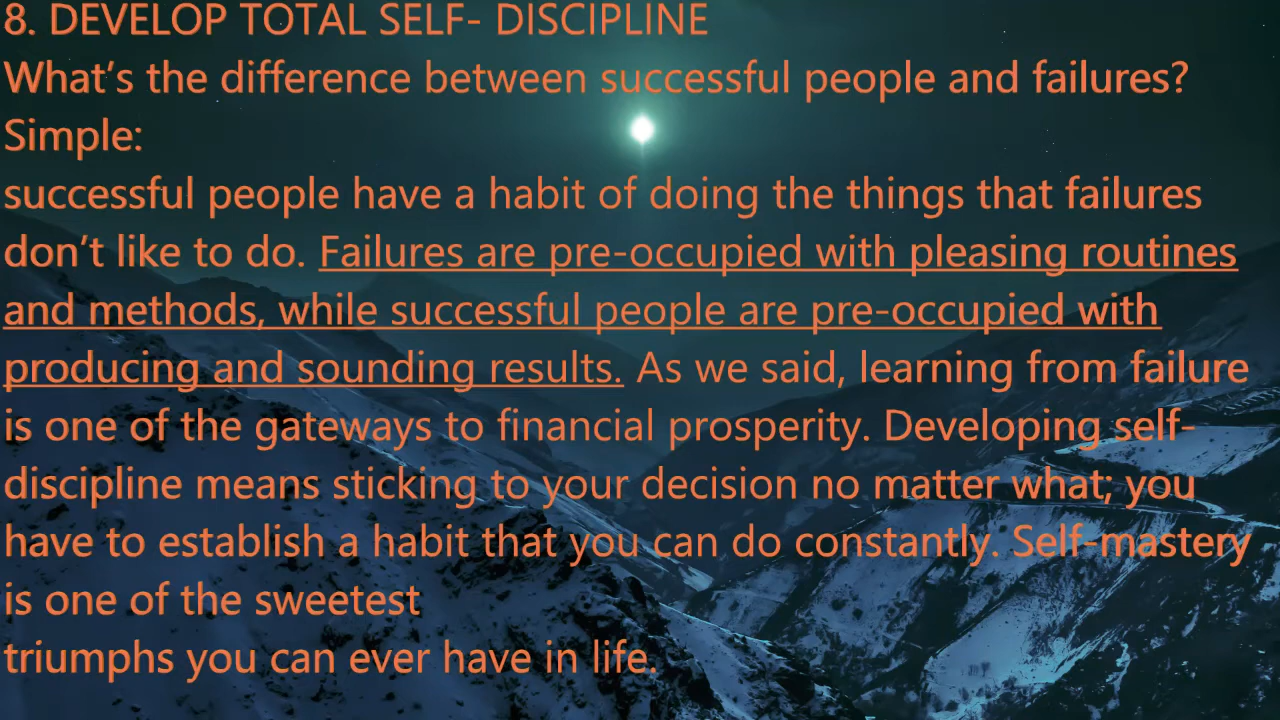 8. DEVELOP TOTAL SELF- DISCIPLINE
What’s the difference between successful people and failures?
Simple:
successful people have a habit of doing the things that failures
don’t like to do. Failures are pre-occupied with pleasing routines
and methods, while successful people are pre-occupied with
producing and sounding results. As we said, learning from failure
is one of the gateways to financial prosperity. Developing self-
discipline means sticking to your decision no matter what; you
have to establish a habit that you can do constantly. Self-mastery
is one of the sweetest
triumphs you can ever have in life.